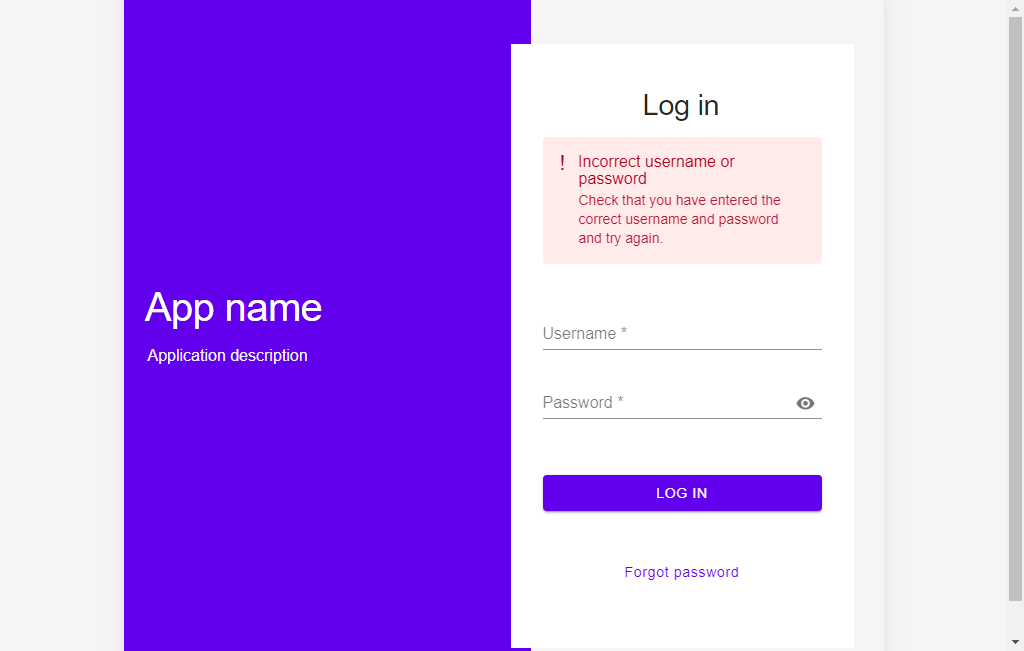 App name
Application description
Log in
! Incorrect username or
password
Check that you have entered the
correct username and password
and try again.
Username *
Password *
LOG IN
Forgot password